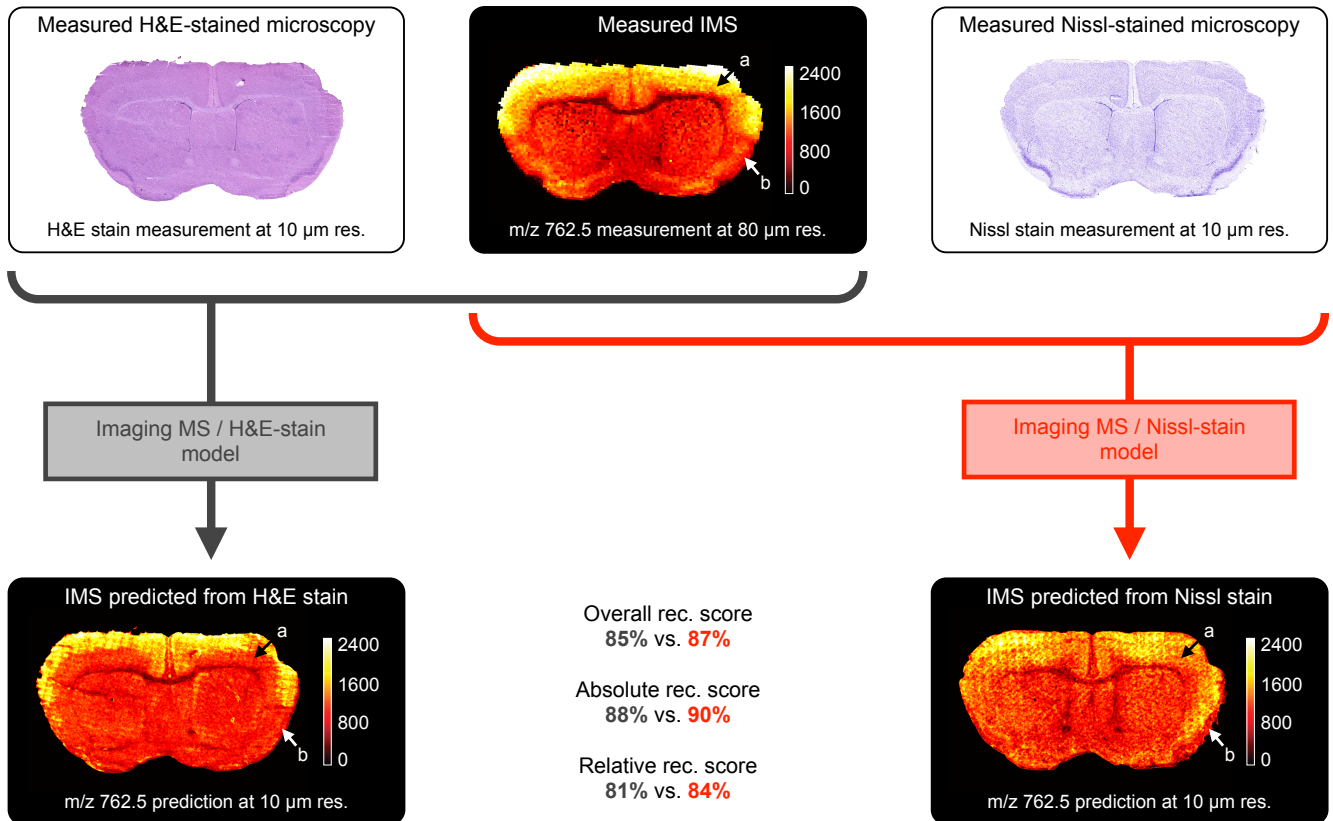 Measured H&E-stained microscopy
H&E stain measurement at 10 µm res.
Measured IMS
a
2400
1600
800
0
b
m/z 762.5 measurement at 80 µm res.
Measured Nissl-stained microscopy
Nissl stain measurement at 10 µm res.
Imaging MS / H&E-stain
model
Imaging MS / Nissl-stain
model
IMS predicted from H&E stain
a
2400
1600
800
0
b
m/z 762.5 prediction at 10 µm res.
Overall rec. score
85% vs. 87%
Absolute rec. score
88% vs. 90%
Relative rec. score
81% vs. 84%
IMS predicted from Nissl stain
a
2400
1600
800
0
b
m/z 762.5 prediction at 10 µm res.